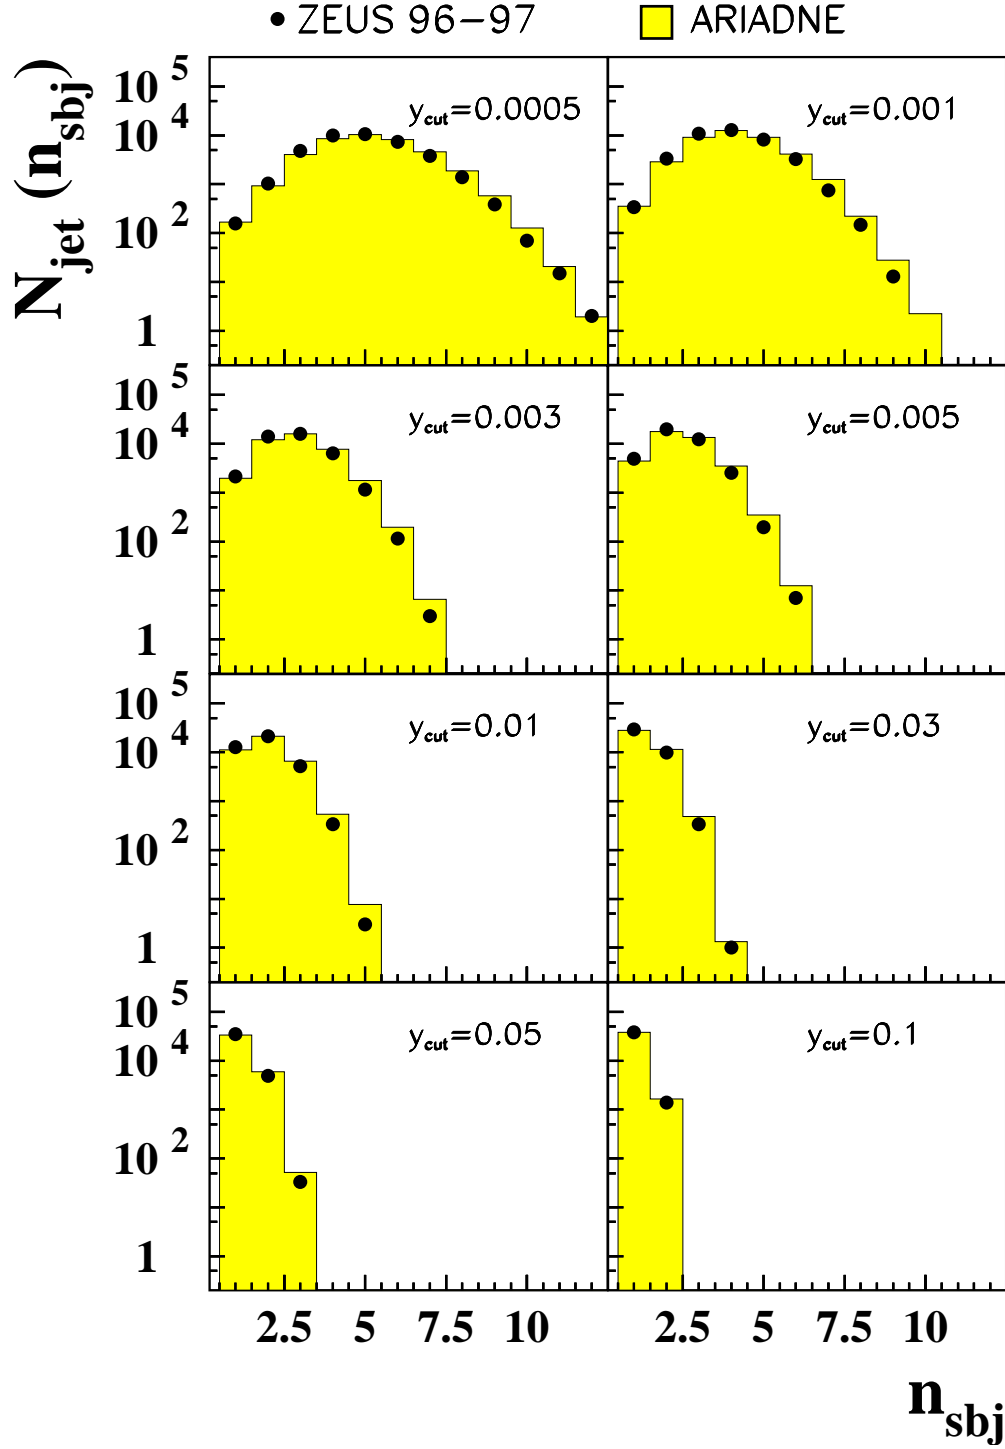 ZEUS 96-97 ARIADNE
N_jet (n_sbj)
10^5
10^4 y_cut=0.0005 y_cut=0.001
10^2
1
10^5
10^4 y_cut=0.003 y_cut=0.005
10^2
1
10^5
10^4 y_cut=0.01 y_cut=0.03
10^2
1
10^5
10^4 y_cut=0.05 y_cut=0.1
10^2
1
2.5 5 7.5 10 2.5 5 7.5 10
n_sbj